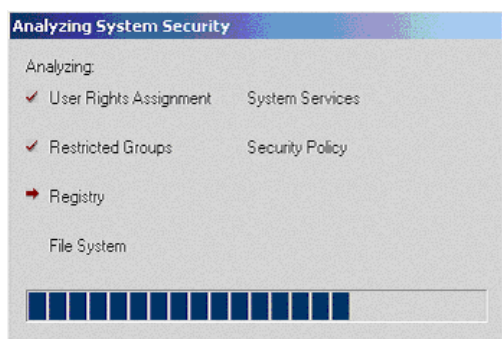 Analyzing System Security
Analyzing:
User Rights Assignment System Services
Restricted Groups Security Policy
Registry
File System